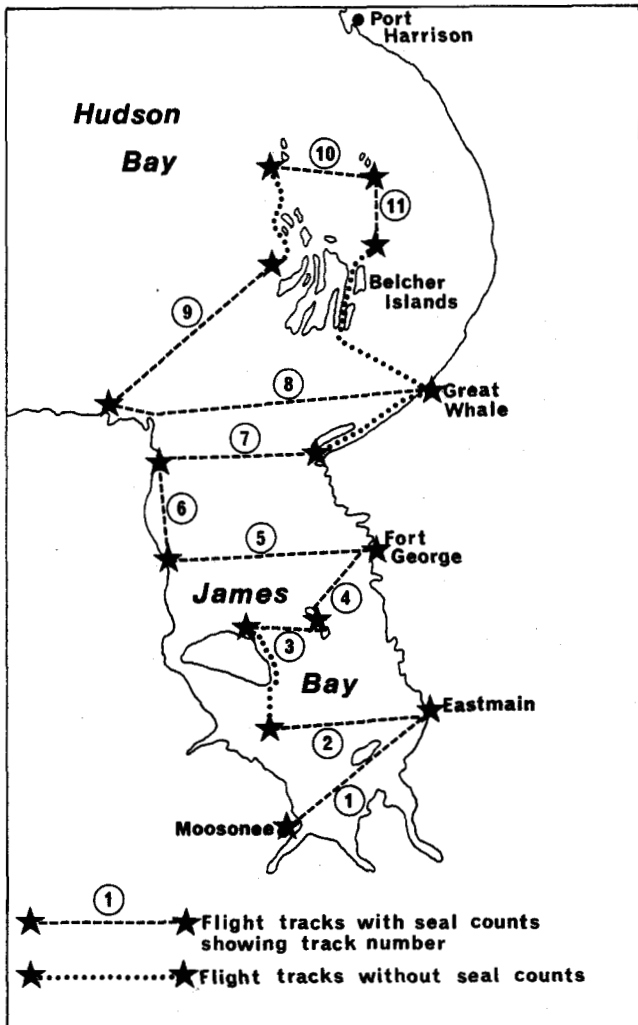 Port
Harrison
Hudson
Bay
10
11
Belcher
Islands
9
8
Great
Whale
7
6
5
Fort
George
James
4
3
Bay
Eastmain
2
1
Moosonee
1
Flight tracks with seal counts
showing track number
Flight tracks without seal counts